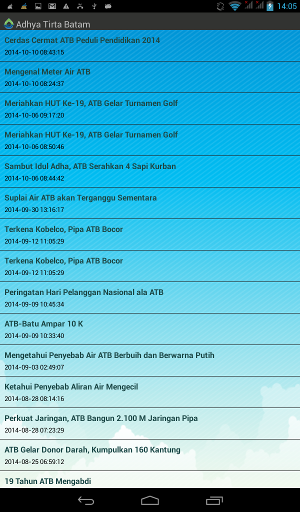 14:05
Adhya Tirta Batam
Cerdas Cermat ATB Peduli Pendidikan 2014
2014-10-10 08:43:15
Mengenal Meter Air ATB
2014-10-10 08:24:37
Meriahkan HUT Ke-19, ATB Gelar Turnamen Golf
2014-10-06 09:17:20
Meriahkan HUT Ke-19, ATB Gelar Turnamen Golf
2014-10-06 08:50:46
Sambut Idul Adha, ATB Serahkan 4 Sapi Kurban
2014-10-06 08:44:42
Suplai Air ATB akan Terganggu Sementara
2014-09-30 13:16:17
Terkena Kobelco, Pipa ATB Bocor
2014-09-12 11:05:29
Terkena Kobelco, Pipa ATB Bocor
2014-09-12 11:05:29
Peringatan Hari Pelanggan Nasional ala ATB
2014-09-09 10:45:34
ATB-Batu Ampar 10 K
2014-09-09 10:33:40
Mengetahui Penyebab Air ATB Berbuih dan Berwarna Putih
2014-09-03 02:49:07
Ketahui Penyebab Aliran Air Mengecil
2014-08-28 08:14:16
Perkuat Jaringan, ATB Bangun 2.100 M Jaringan Pipa
2014-08-28 07:23:29
ATB Gelar Donor Darah, Kumpulkan 160 Kantung
2014-08-25 06:59:12
19 Tahun ATB Mengabdi